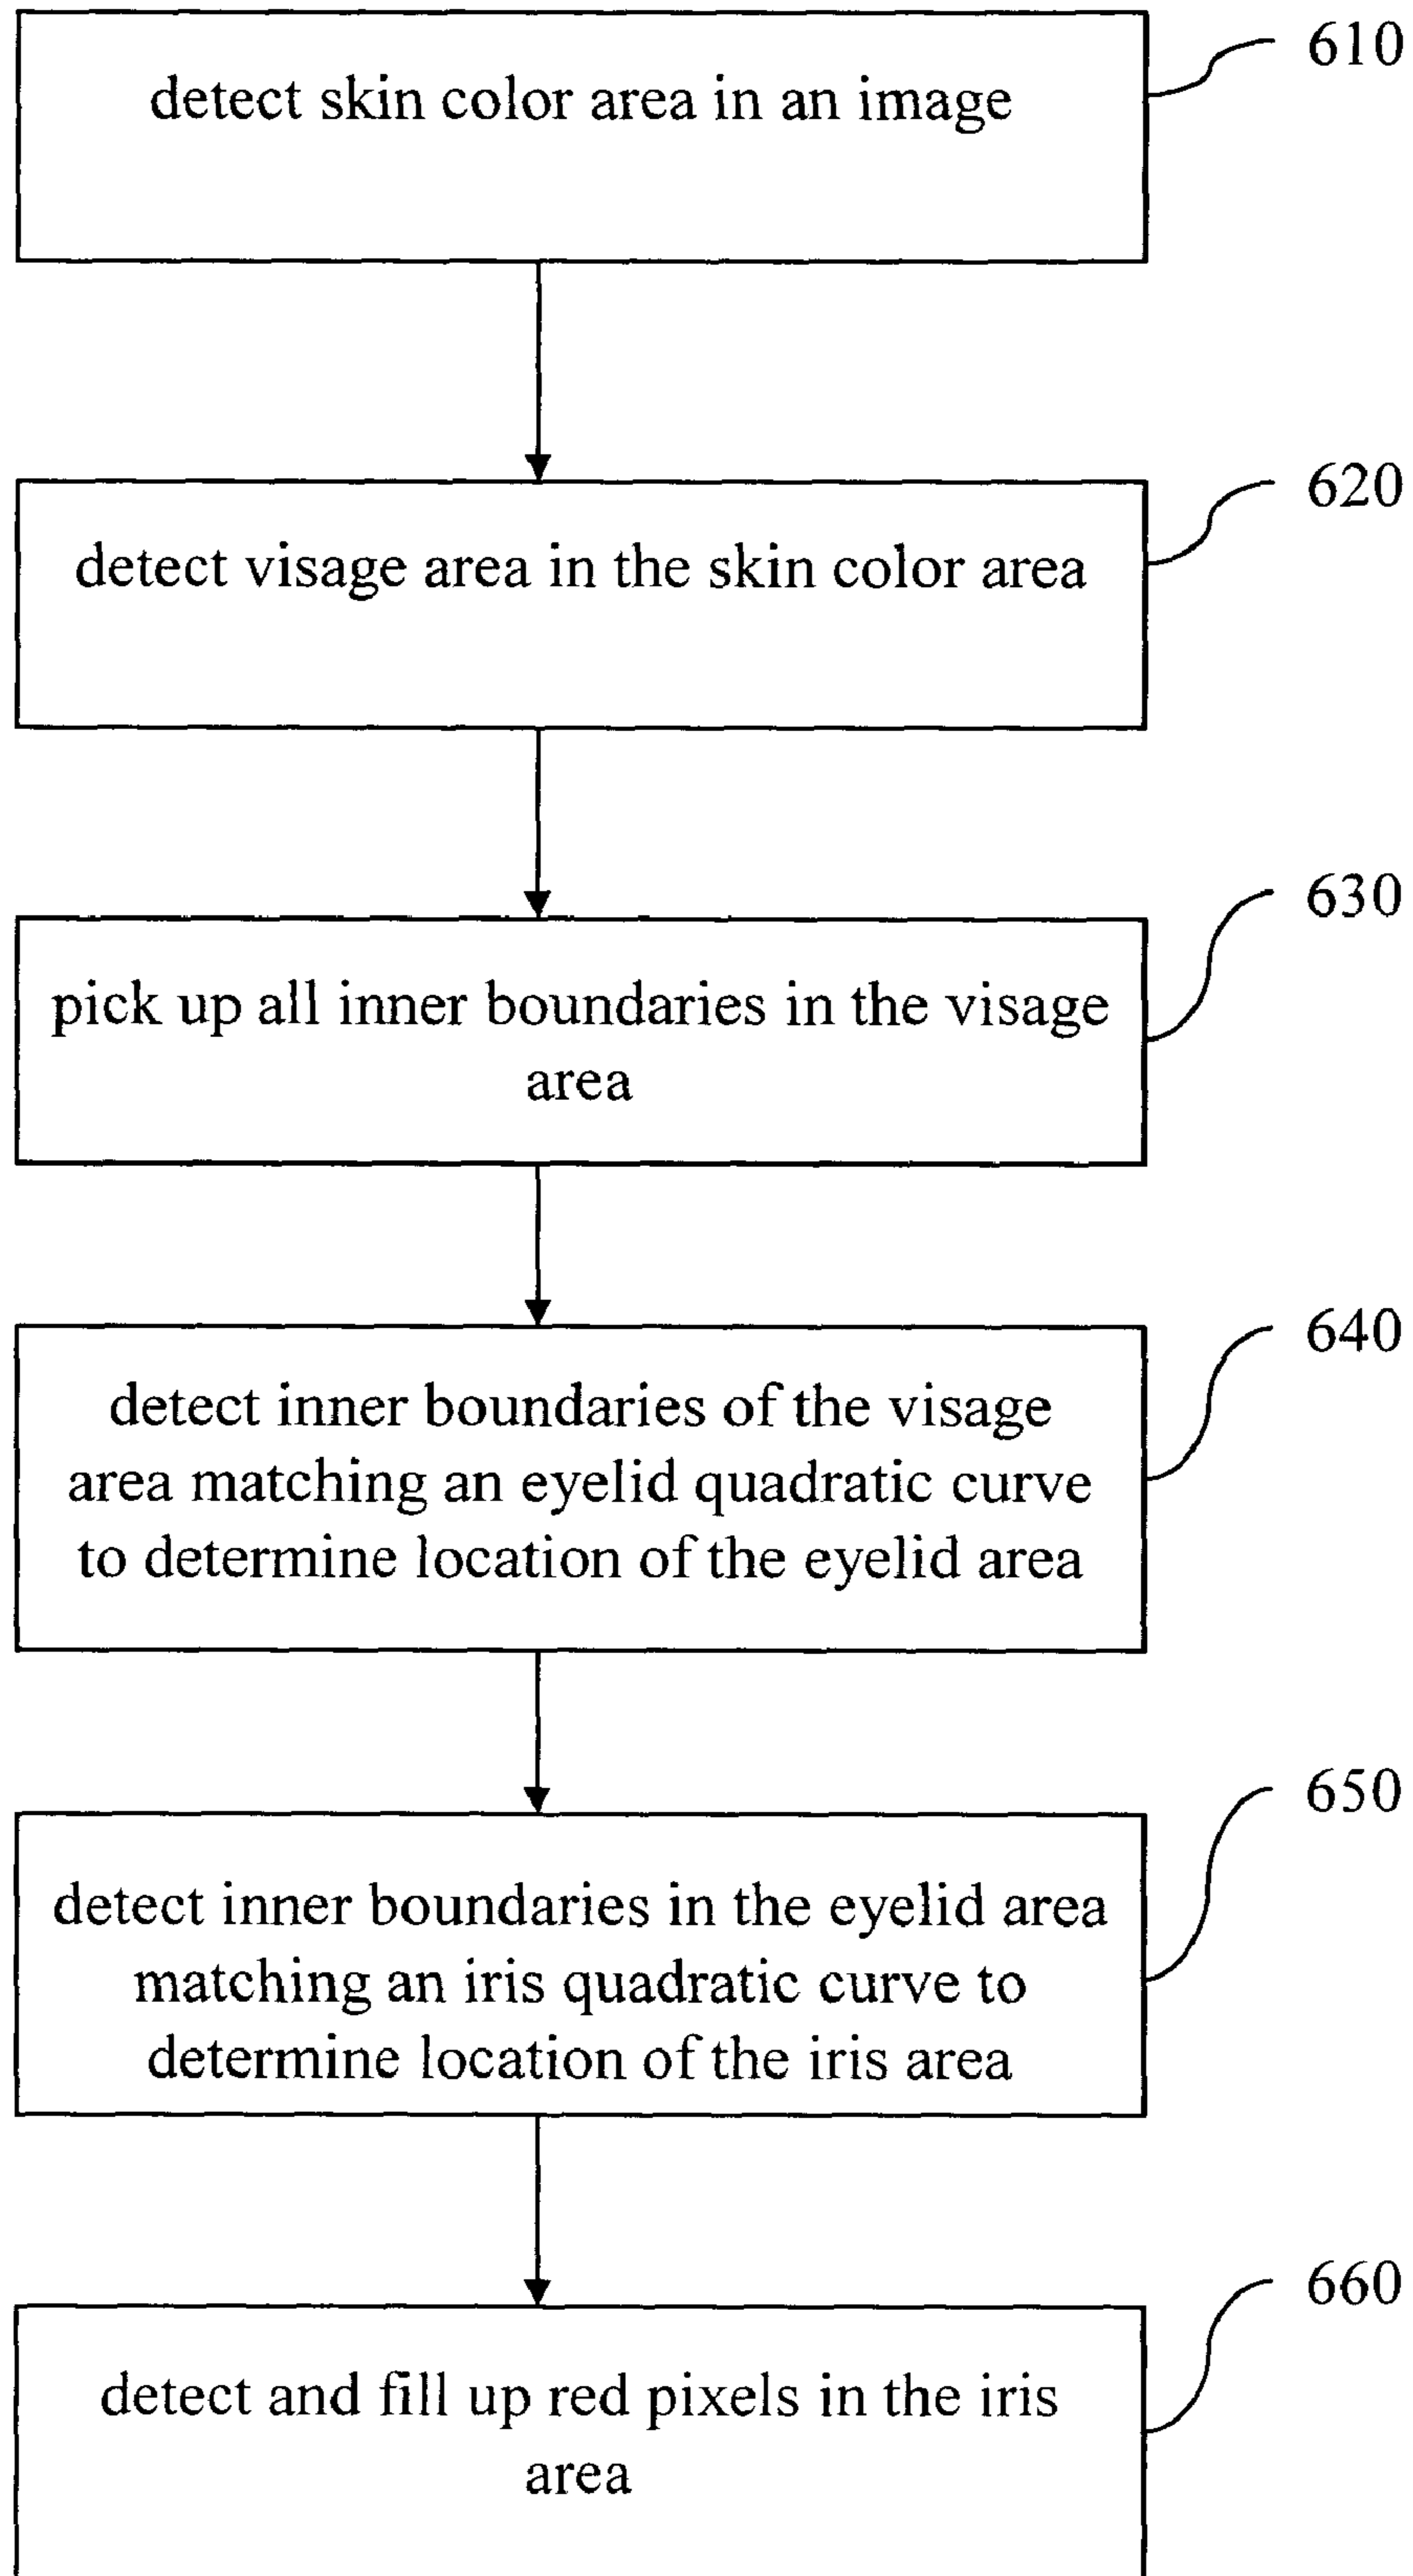 detect skin color area in an image
610
detect visage area in the skin color area
620
pick up all inner boundaries in the visage
area
630
detect inner boundaries of the visage
area matching an eyelid quadratic curve
to determine location of the eyelid area
640
detect inner boundaries in the eyelid area
matching an iris quadratic curve to
determine location of the iris area
650
detect and fill up red pixels in the iris
area
660